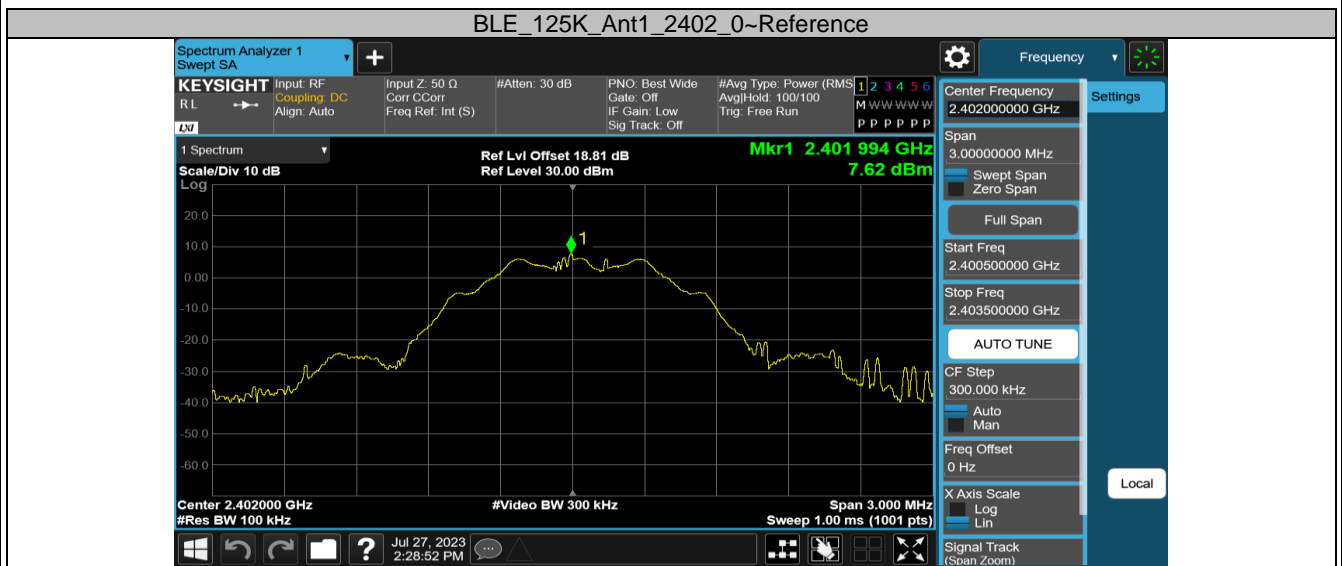 BLE_125K_Ant1_2402_0~Reference
Spectrum Analyzer 1
Swept SA
Frequency
KEYSIGHT
Input: RF
Input Z: 50 Ω
#Atten: 30 dB
PNO: Best Wide
#Avg Type: Power (RMS
1 2 3 4 5 6
R L
Coupling: DC
Corr CCorr
Gate: Off
Avg|Hold: 100/100
M W W W W W
Align: Auto
Freq Ref: Int (S)
IF Gain: Low
Trig: Free Run
P P P P P P
LXI
Sig Track: Off
1 Spectrum
Ref Lvl Offset 18.81 dB
Mkr1 2.401 994 GHz
Scale/Div 10 dB
Ref Level 30.00 dBm
7.62 dBm
Log
20.0
10.0
0.00
-10.0
-20.0
-30.0
-40.0
-50.0
-60.0
1
Center 2.402000 GHz
#Video BW 300 kHz
Span 3.000 MHz
#Res BW 100 kHz
Sweep 1.00 ms (1001 pts)
?
Jul 27, 2023
2:28:52 PM
Center Frequency
2.402000000 GHz
Span
3.00000000 MHz
Swept Span
Zero Span
Full Span
Start Freq
2.400500000 GHz
Stop Freq
2.403500000 GHz
AUTO TUNE
CF Step
300.000 kHz
Auto
Man
Freq Offset
0 Hz
X Axis Scale
Log
Lin
Signal Track
(Span Zoom)
Settings
Local